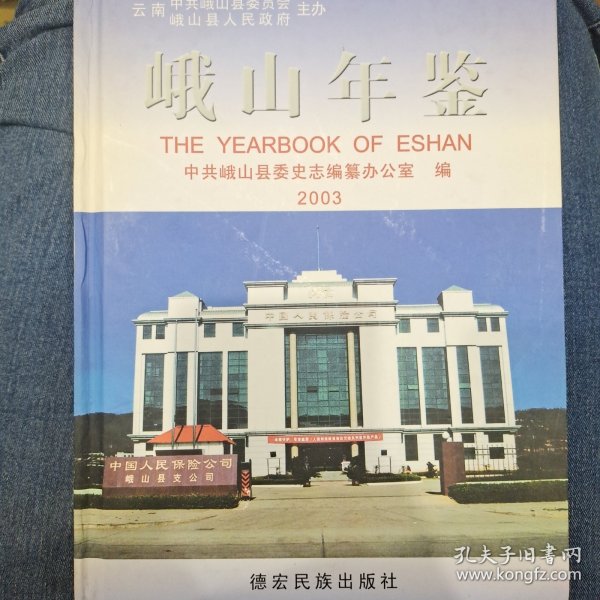 云南 中共峨山县委员会 主办
峨山县人民政府
峨山年鉴
THE YEARBOOK OF ESHAN
中共峨山县委史志编纂办公室 编
2003
中国人民保险公司
中国人民保险公司
峨山县支公司
德宏民族出版社
孔夫子旧书网
www.kongfz.com